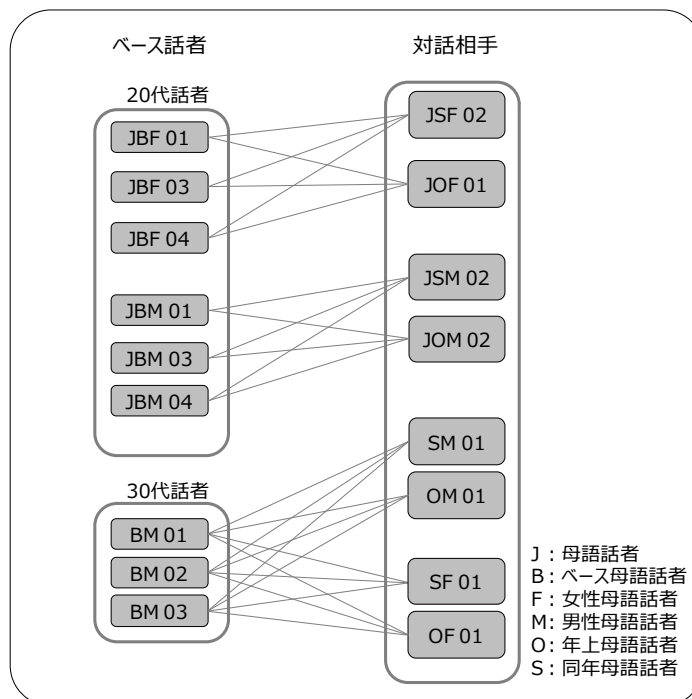 ベース話者
対話相手
20代話者
JBF 01
JBF 03
JBF 04
JBM 01
JBM 03
JBM 04
30代話者
BM 01
BM 02
BM 03
JSF 02
JOF 01
JSM 02
JOM 02
SM 01
OM 01
SF 01
OF 01
J：母語話者
B：ベース母語話者
F：女性母語話者
M：男性母語話者
O：年上母語話者
S：同年母語話者